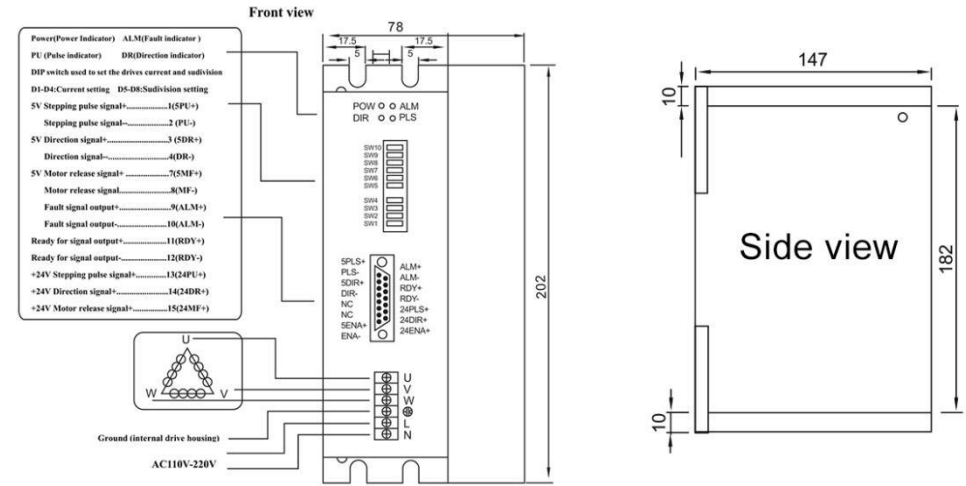 Front view
Power(Power Indicator) ALM(Fault indicator )
PU (Pulse indicator) DR(Direction indicator)
DIP switch used to set the drives current and sudivision
D1-D4:Current setting D5-D8:Sudivision setting
5V Stepping pulse signal+......................1(5PU+)
Stepping pulse signal--...................2 (PU-)
5V Direction signal+...............................3 (5DR+)
Direction signal--..........................4(DR-)
5V Motor release signal+ .....................7(5MF+)
Motor release signal..........................8(MF-)
Fault signal output+.......................9(ALM+)
Fault signal output-......................10(ALM-)
Ready for signal output+......................11(RDY+)
Ready for signal output-......................12(RDY-)
+24V Stepping pulse signal+................13(24PU+)
+24V Direction signal+..........................14(24DR+)
+24V Motor release signal+..................15(24MF+)
U
W
V
Ground (internal drive housing)
AC110V-220V
78
17.5
17.5
5
5
POW ALM
DIR PLS
SW10
SW9
SW8
SW7
SW6
SW5
SW4
SW3
SW2
SW1
5PLS+
PLS-
5DIR+
DIR-
NC
NC
5ENA+
ENA-
ALM+
ALM-
RDY+
RDY-
24PLS+
24DIR+
24ENA+
U
V
W
L
N
202
147
10
Side view
182
10